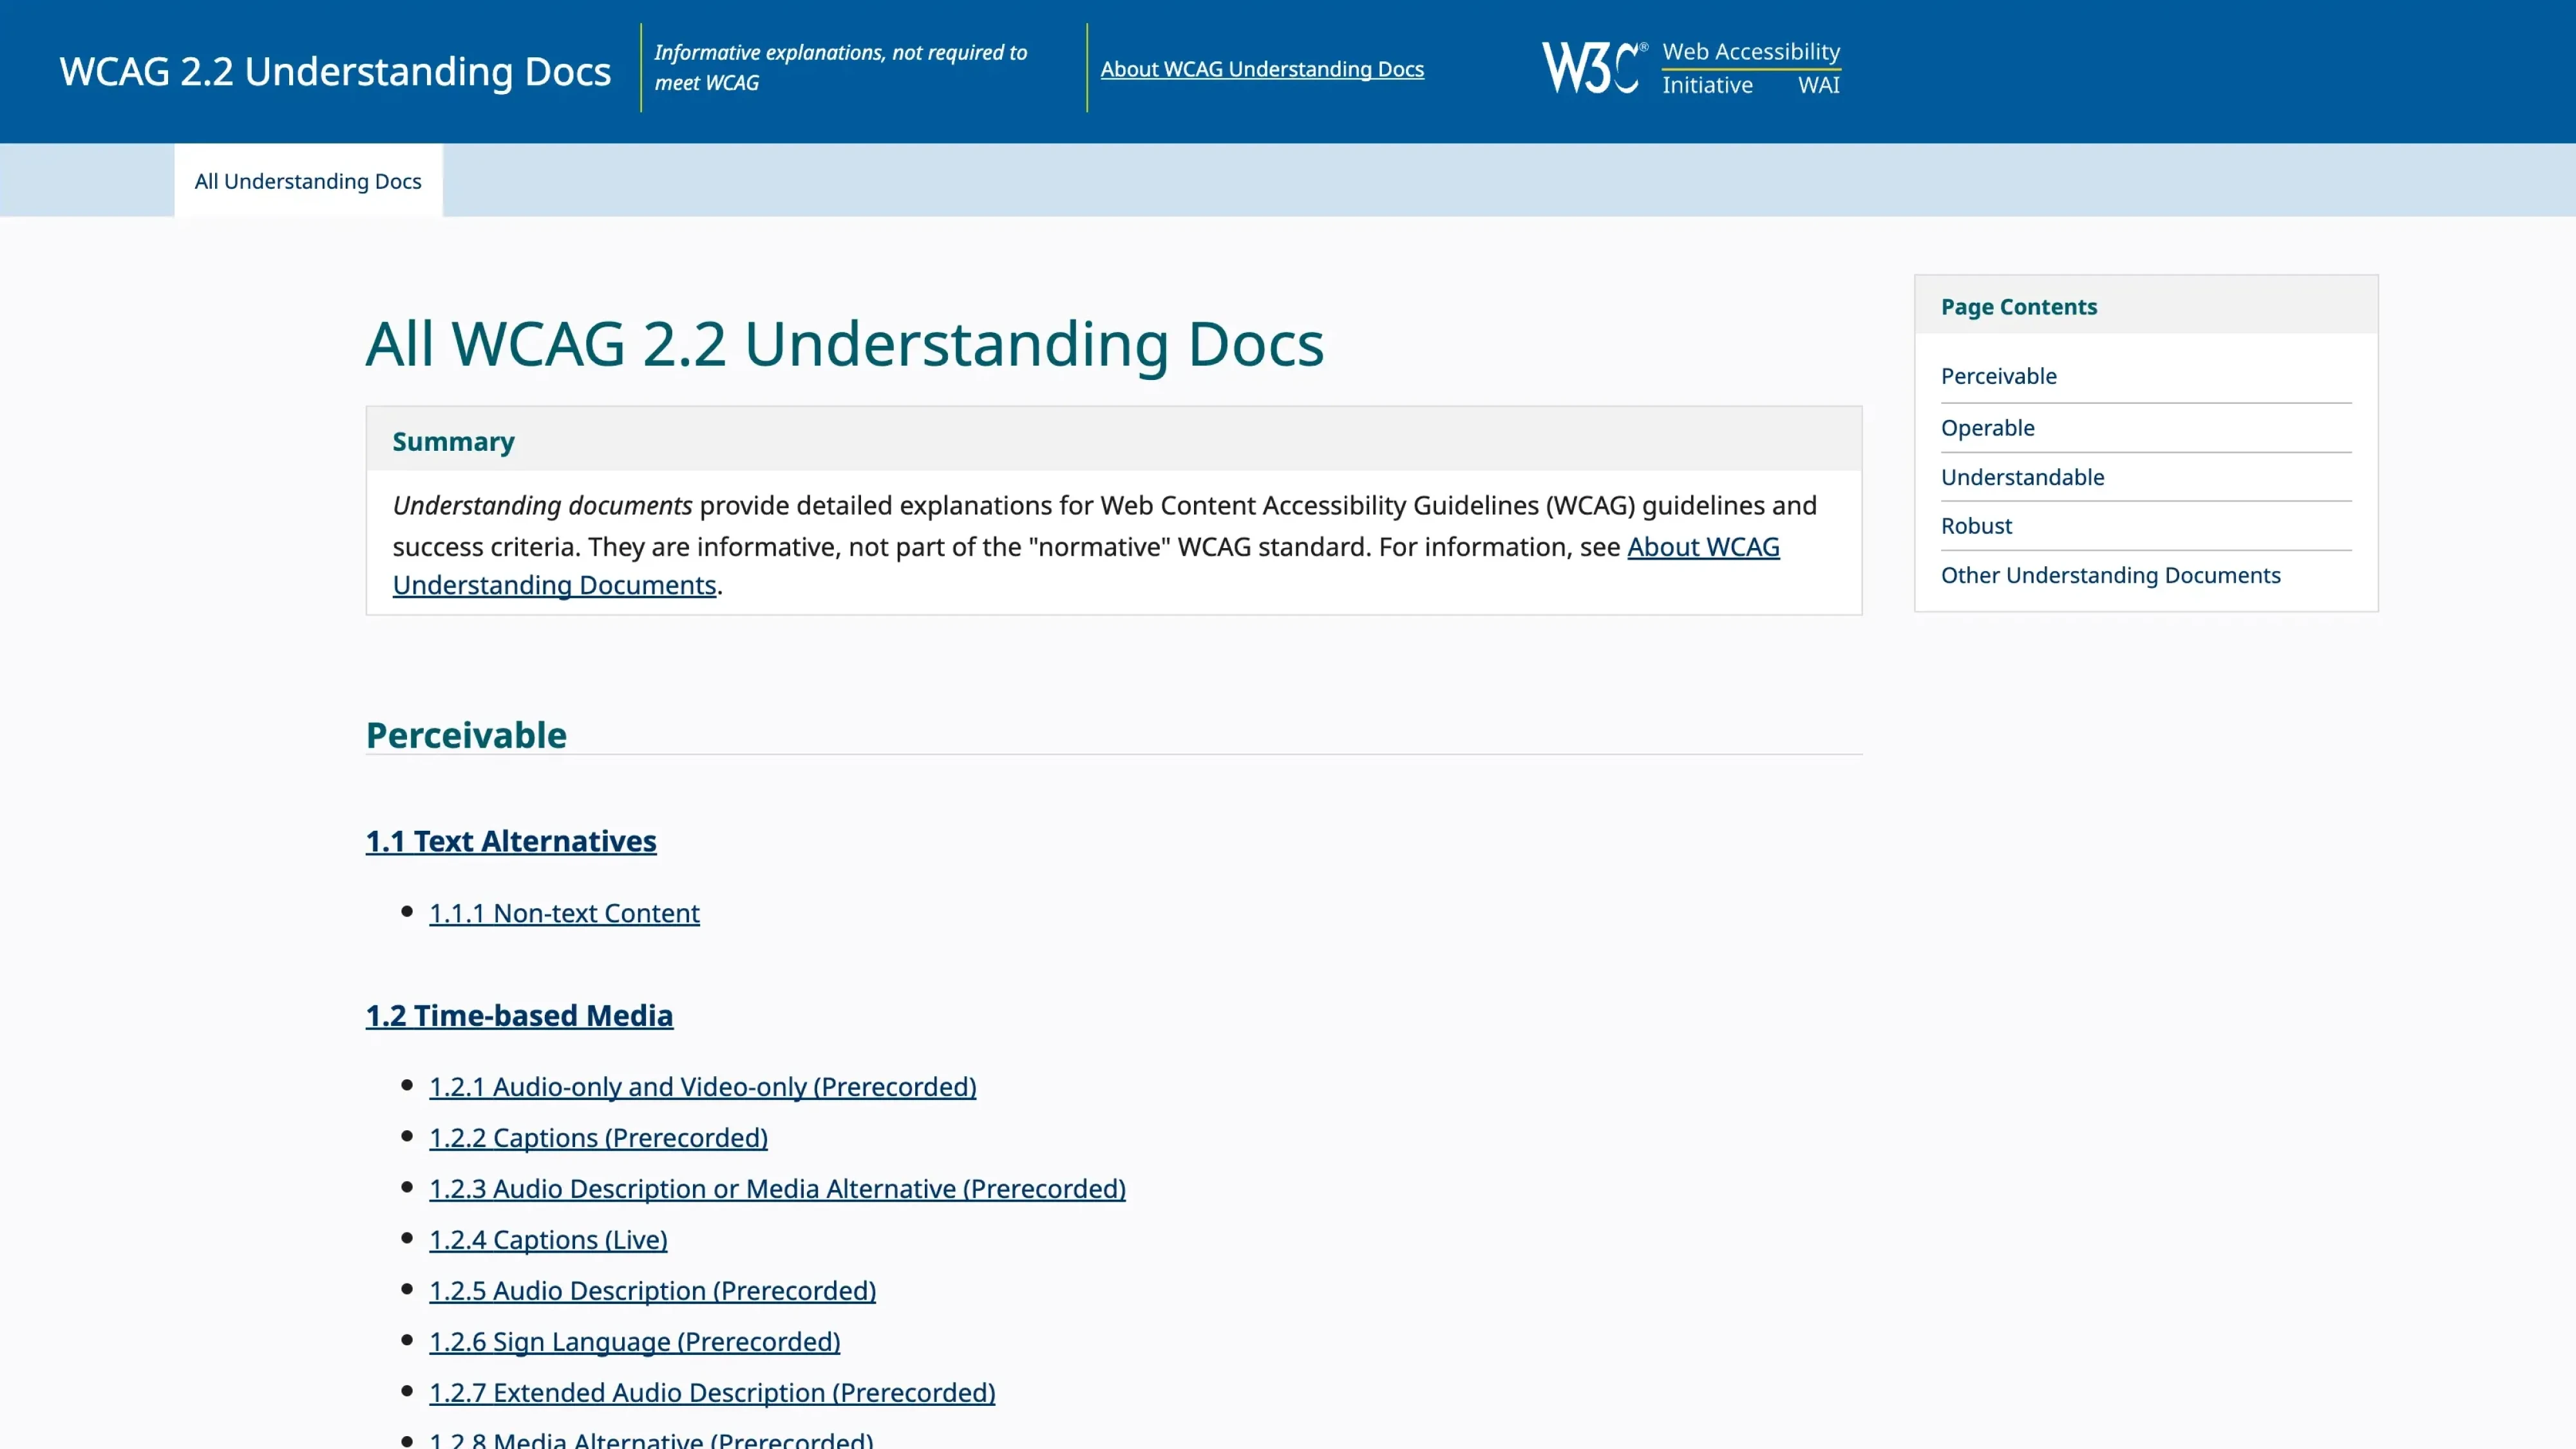 WCAG 2.2 Understanding Docs
Informative explanations, not required to
meet WCAG
About WCAG Understanding Docs
W3C® Web Accessibility
Initiative WAI
All Understanding Docs
All WCAG 2.2 Understanding Docs
Summary
Understanding documents provide detailed explanations for Web Content Accessibility Guidelines (WCAG) guidelines and
success criteria. They are informative, not part of the "normative" WCAG standard. For information, see About WCAG
Understanding Documents.
Page Contents
Perceivable
Operable
Understandable
Robust
Other Understanding Documents
Perceivable
1.1 Text Alternatives
• 1.1.1 Non-text Content
1.2 Time-based Media
• 1.2.1 Audio-only and Video-only (Prerecorded)
• 1.2.2 Captions (Prerecorded)
• 1.2.3 Audio Description or Media Alternative (Prerecorded)
• 1.2.4 Captions (Live)
• 1.2.5 Audio Description (Prerecorded)
• 1.2.6 Sign Language (Prerecorded)
• 1.2.7 Extended Audio Description (Prerecorded)
• 1.2.8 Media Alternative (Prerecorded)